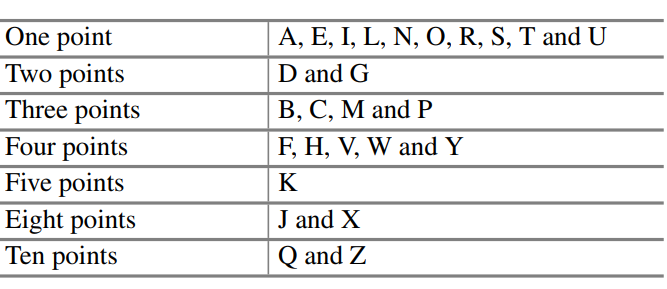 One point A, E, I, L, N, O, R, S, T and U
Two points D and G
Three points B, C, M and P
Four points F, H, V, W and Y
Five points K
Eight points J and X
Ten points Q and Z